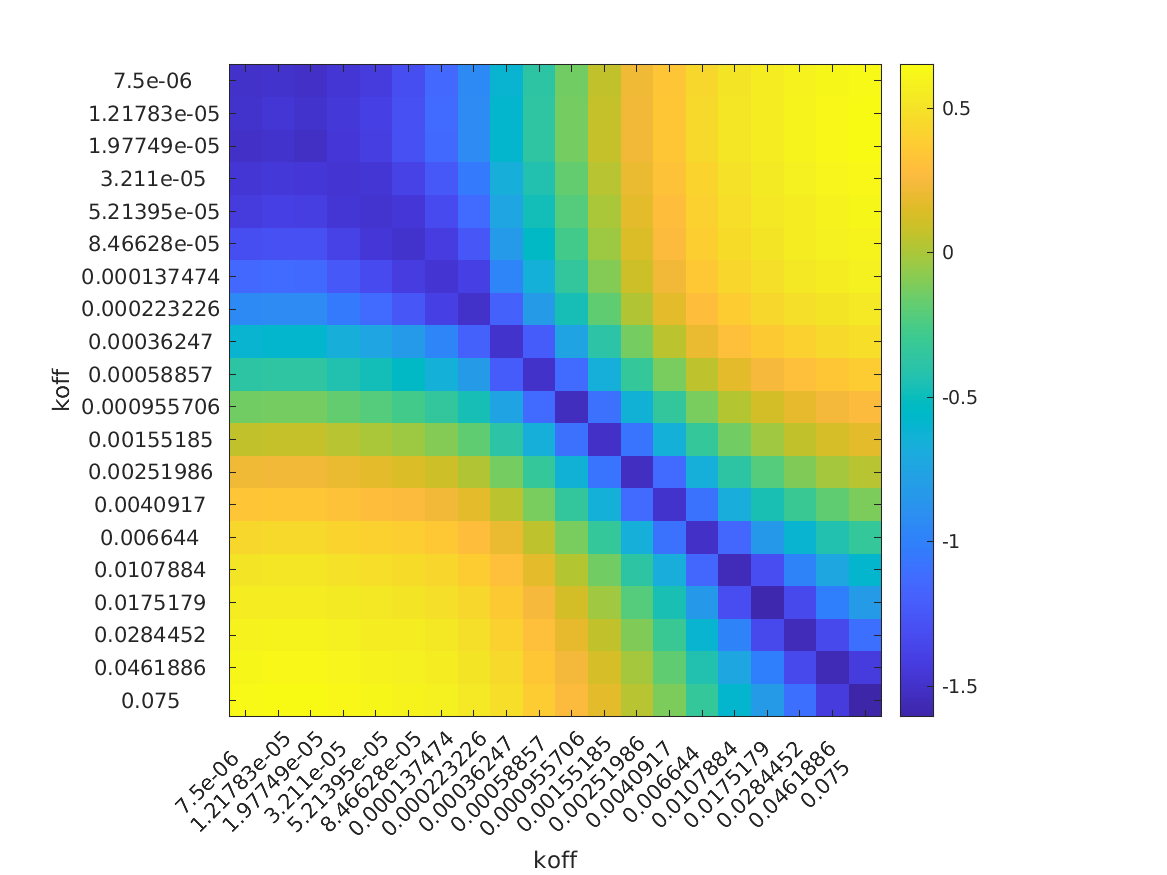 7.5e-06
1.21783e-05
1.97749e-05
3.211e-05
5.21395e-05
8.46628e-05
0.000137474
0.000223226
0.00036247
0.00058857
0.000955706
0.00155185
0.00251986
0.0040917
0.006644
0.0107884
0.0175179
0.0284452
0.0461886
0.075
koff
7.5e-06
1.21783e-05
1.97749e-05
3.211e-05
5.21395e-05
8.46628e-05
0.000137474
0.000223226
0.00036247
0.00058857
0.000955706
0.00155185
0.00251986
0.0040917
0.006644
0.0107884
0.0175179
0.0284452
0.0461886
0.075
koff
0.5
0
-0.5
-1
-1.5